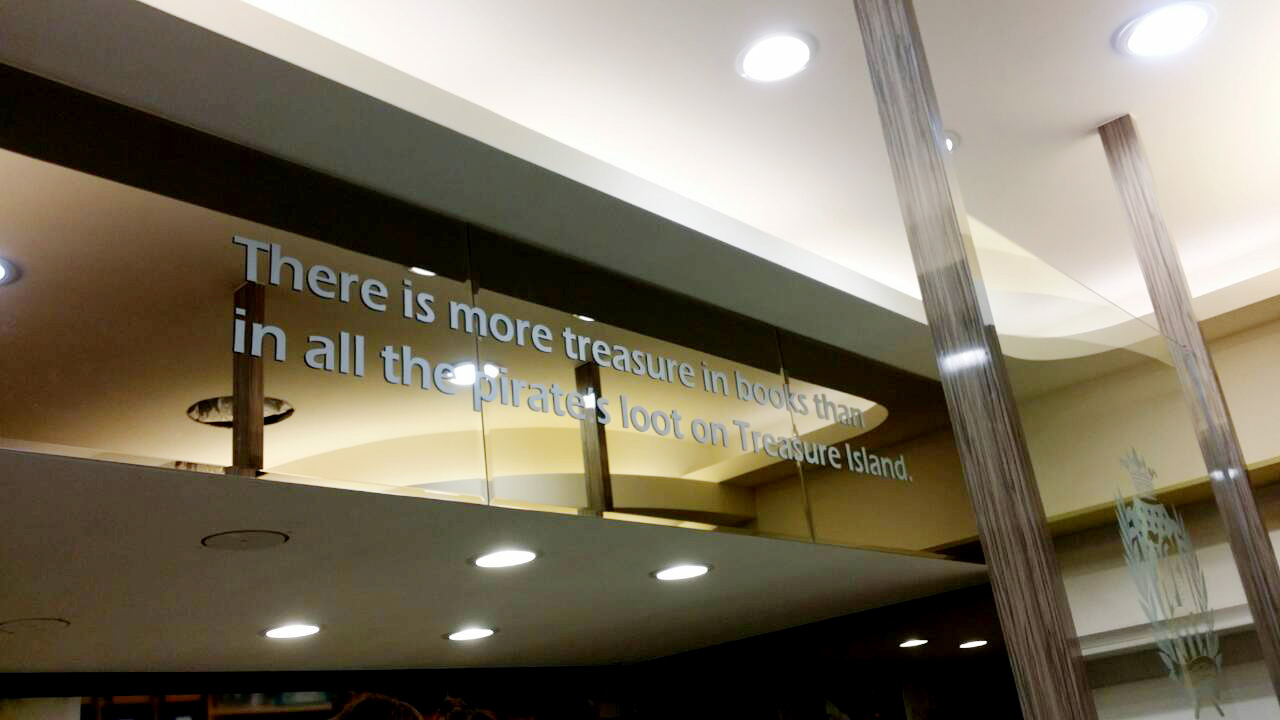 There is more treasure in books than
in all the pirate's loot on Treasure Island.